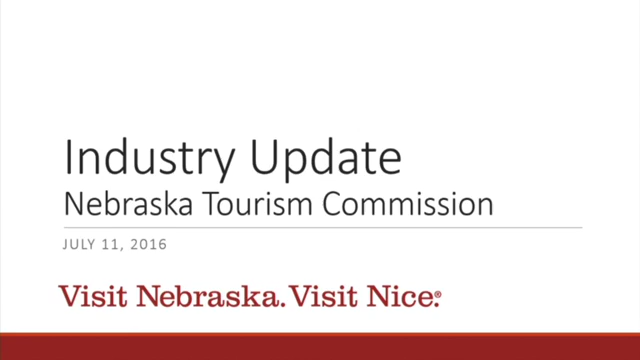 Industry Update
Nebraska Tourism Commission
JULY 11, 2016
Visit Nebraska. Visit Nice.®